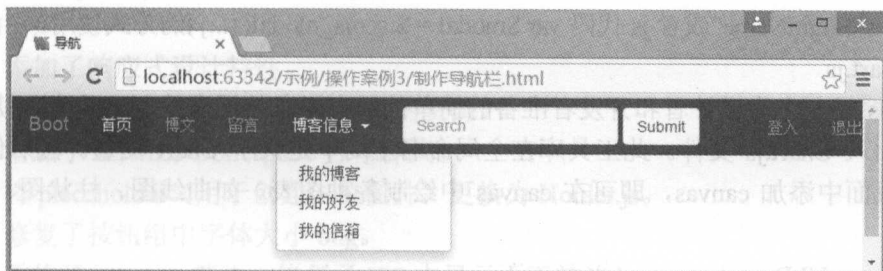 导航
localhost:63342/示例/操作案例3/制作导航栏.html
Boot 首页 博文 留言 博客信息 Search Submit 登入 退出
我的博客
我的好友
我的信箱